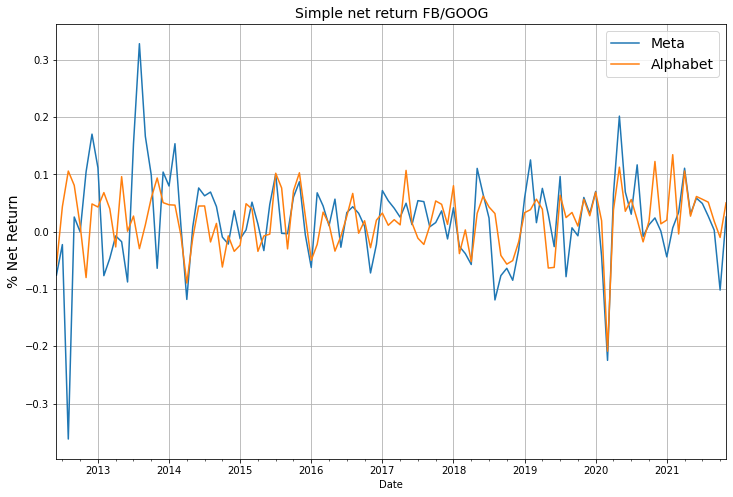 Simple net return FB/GOOG
Meta
Alphabet
% Net Return
0.3
0.2
0.1
0.0
−0.1
−0.2
−0.3
2013 2014 2015 2016 2017 2018 2019 2020 2021
Date